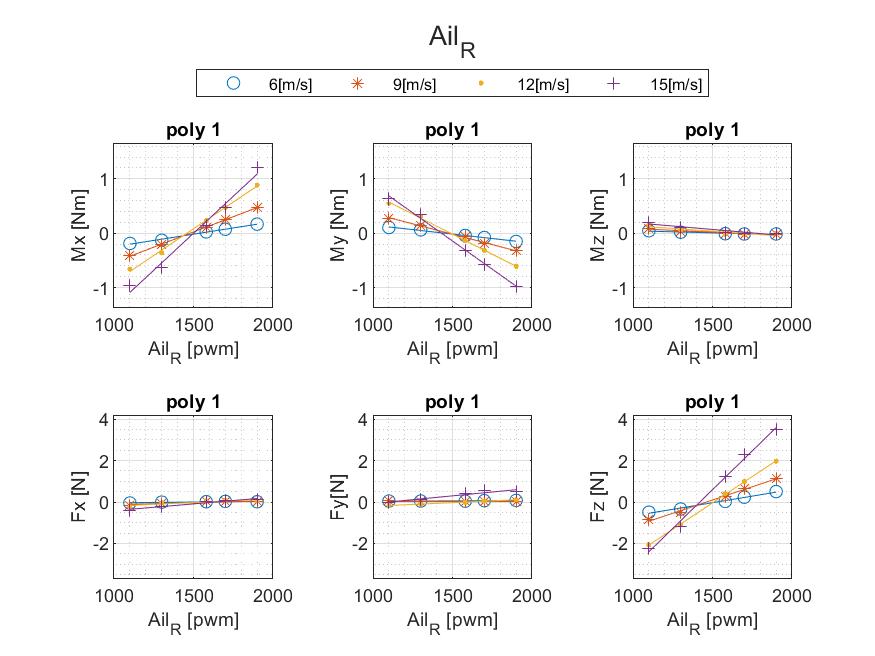 Ail_R
6[m/s] 9[m/s] 12[m/s] 15[m/s]
poly 1
Mx [Nm]
1
0
-1
1000 1500 2000
Ail_R [pwm]
poly 1
My [Nm]
1
0
-1
1000 1500 2000
Ail_R [pwm]
poly 1
Mz [Nm]
1
0
-1
1000 1500 2000
Ail_R [pwm]
poly 1
Fx [N]
4
2
0
-2
1000 1500 2000
Ail_R [pwm]
poly 1
Fy[N]
4
2
0
-2
1000 1500 2000
Ail_R [pwm]
poly 1
Fz [N]
4
2
0
-2
1000 1500 2000
Ail_R [pwm]